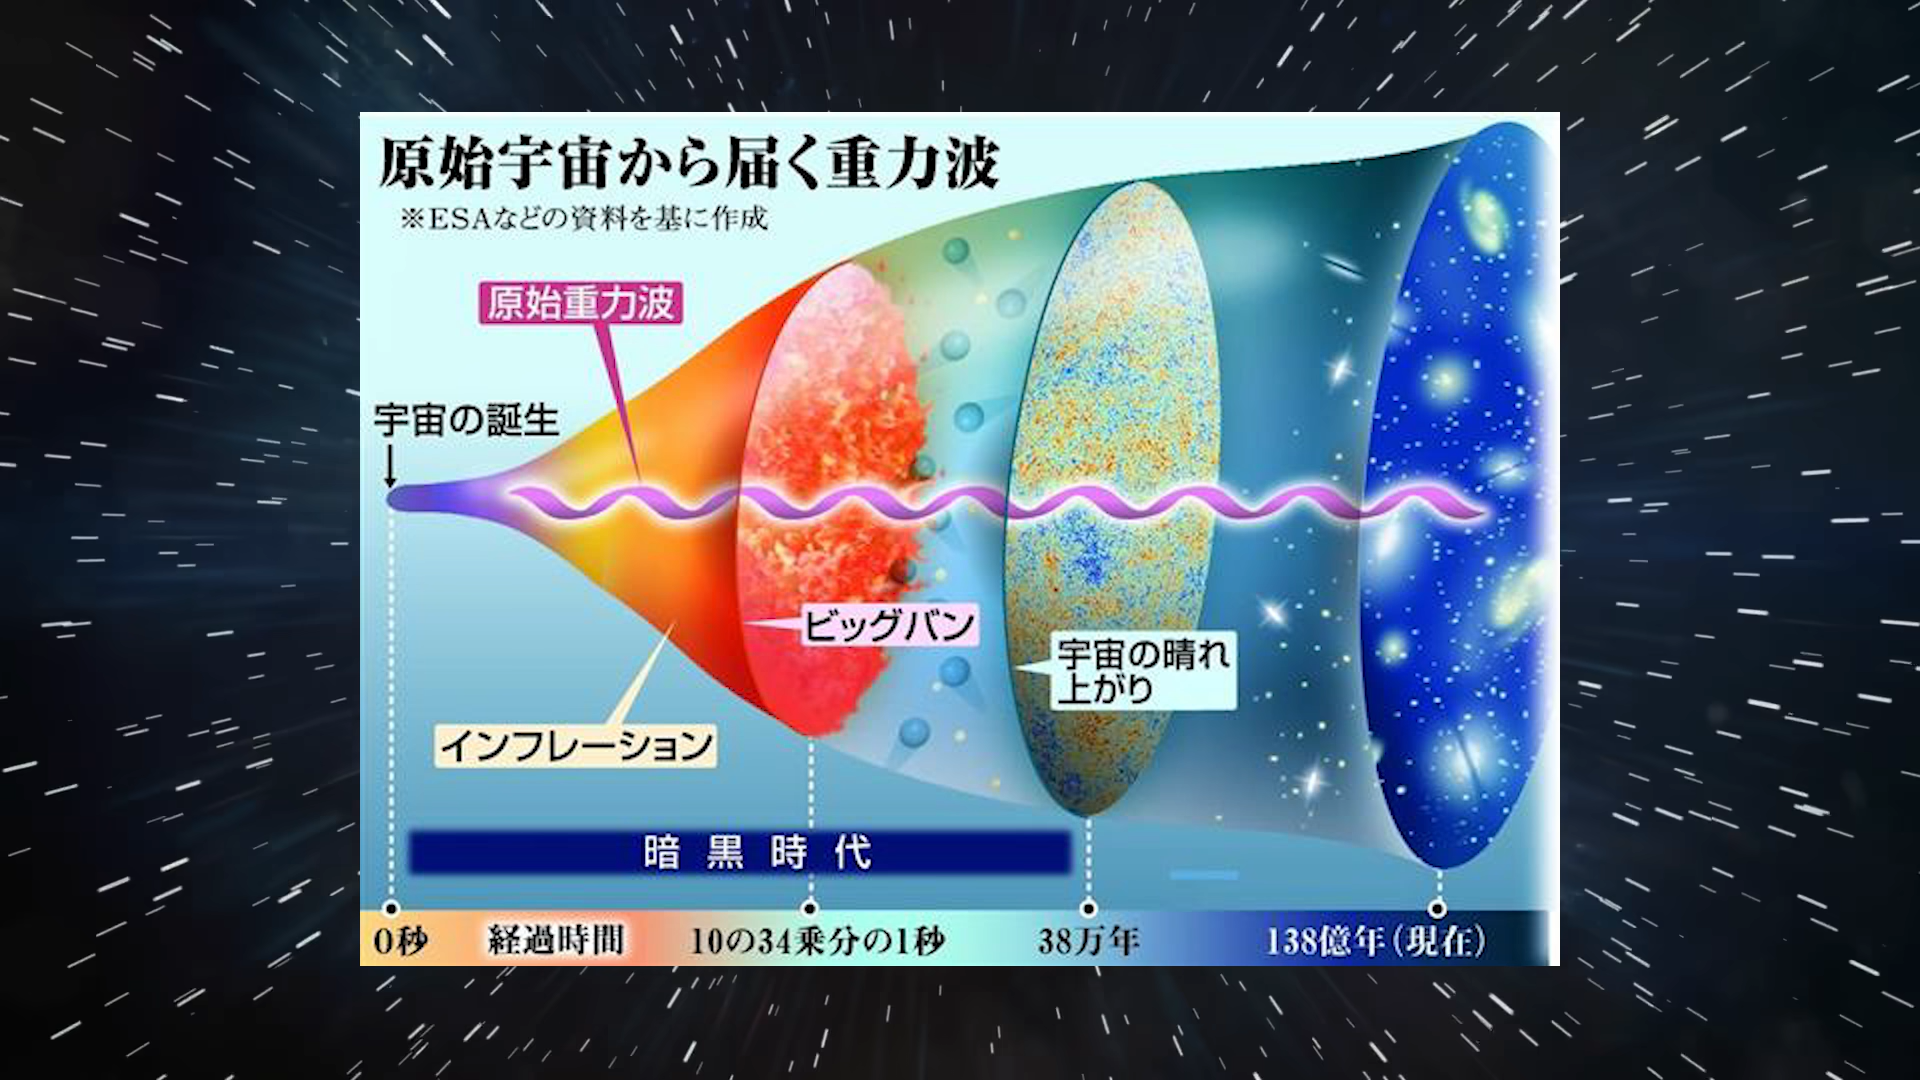 原始宇宙から届く重力波
※ESAなどの資料を基に作成
原始重力波
宇宙の誕生
ビッグバン
宇宙の晴れ
上がり
インフレーション
暗黒時代
0秒 経過時間 10の34乗分の1秒 38万年 138億年(現在)